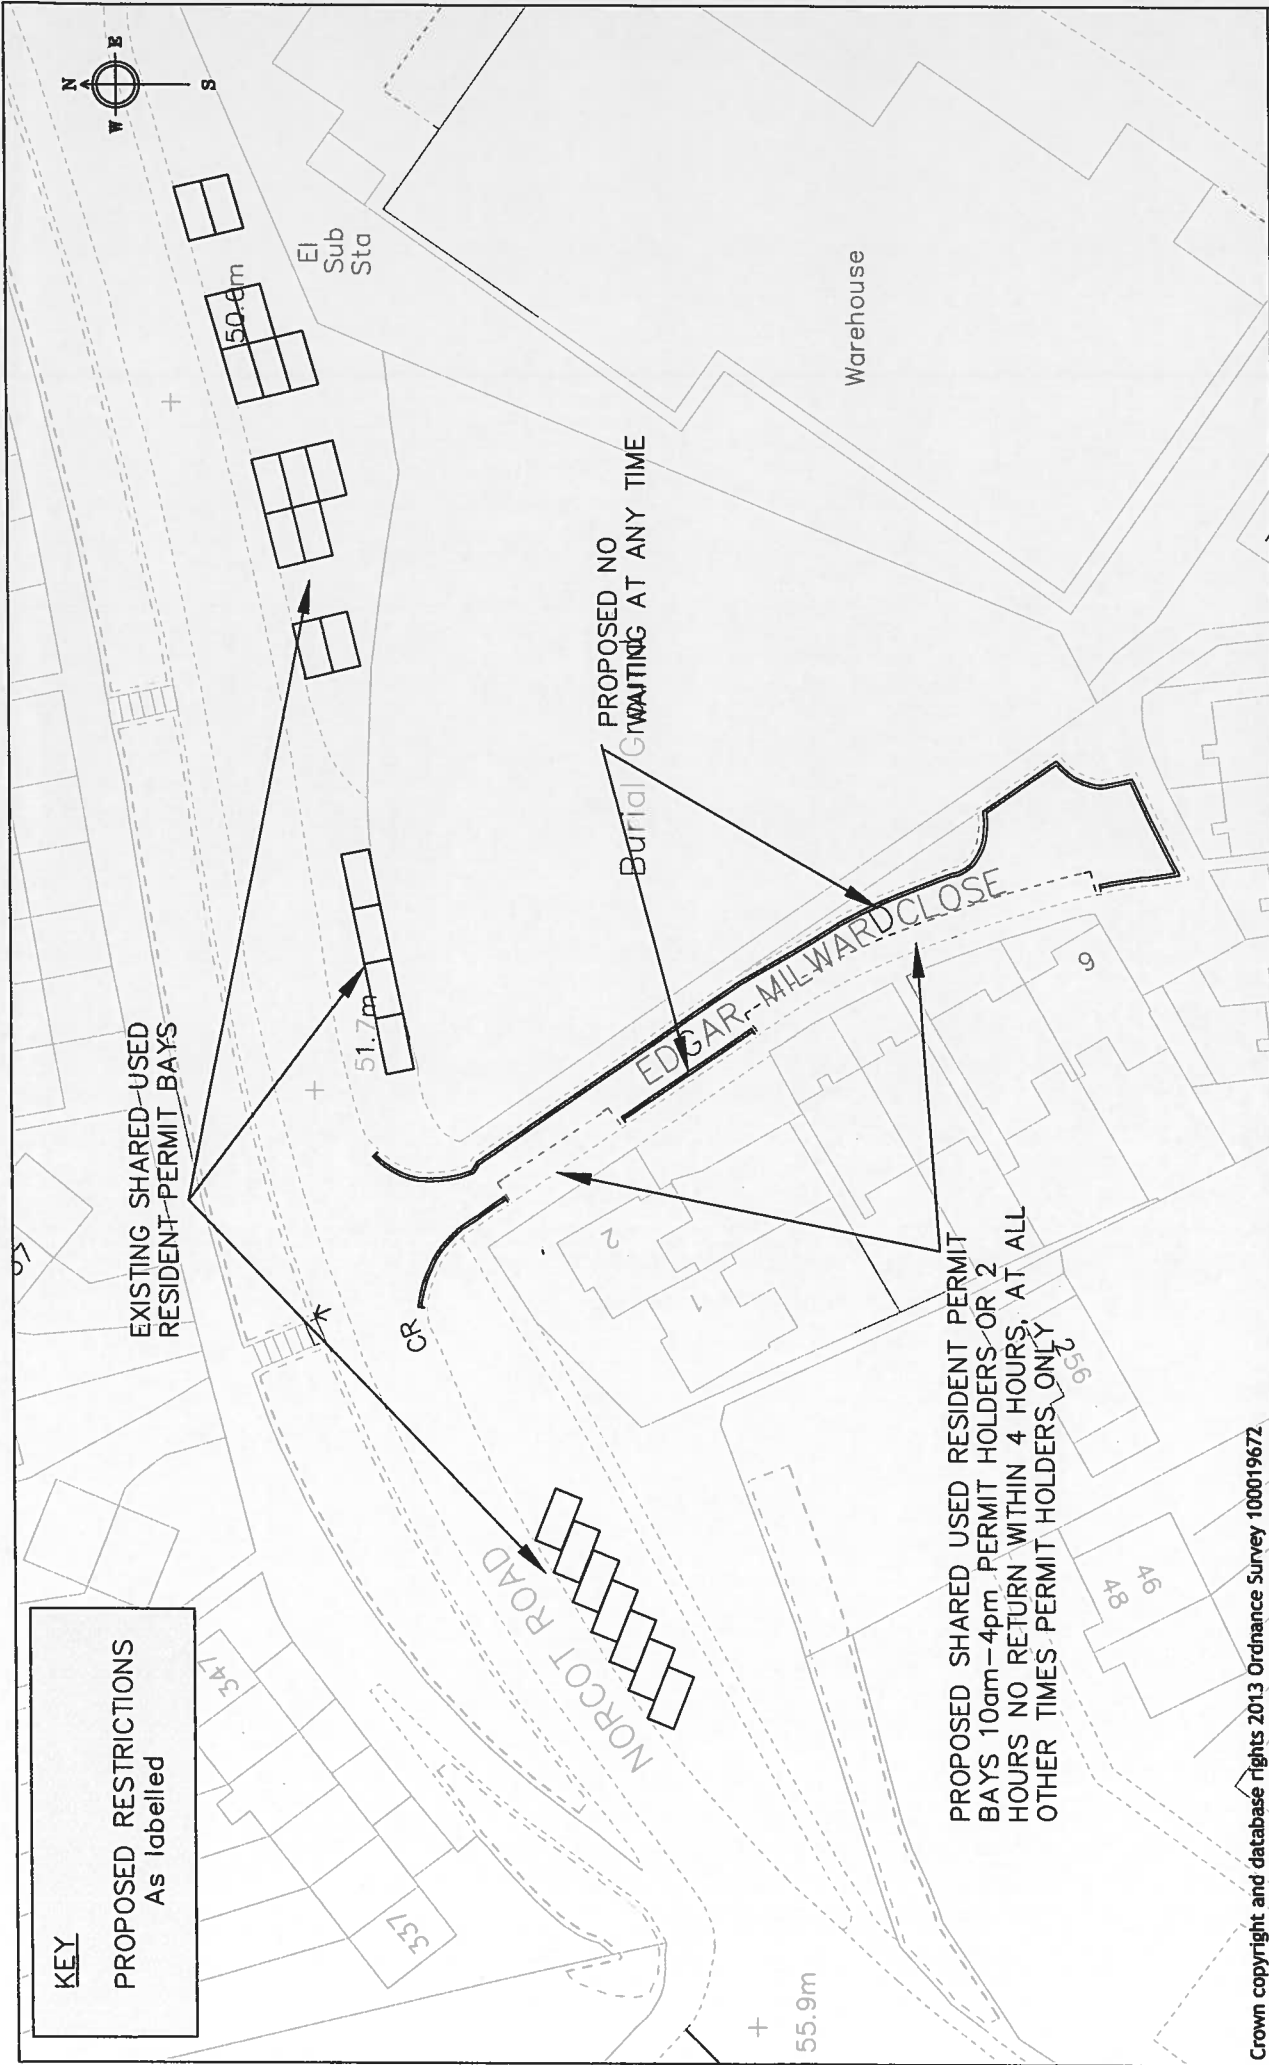 KEY
PROPOSED RESTRICTIONS
As labelled
N
W
E
S
EXISTING SHARED USED
RESIDENT PERMIT BAYS
50.6m
El
Sub
Sta
Warehouse
PROPOSED NO
WAITING AT ANY TIME
Burial
51.7m
EDGAR MILWARD CLOSE
CR
NORCOT ROAD
347
337
55.9m
2
1
9
56
48
46
PROPOSED SHARED USED RESIDENT PERMIT
BAYS 10am-4pm PERMIT HOLDERS OR 2
HOURS NO RETURN WITHIN 4 HOURS, AT ALL
OTHER TIMES PERMIT HOLDERS ONLY
Crown copyright and database rights 2013 Ordnance Survey 100019672